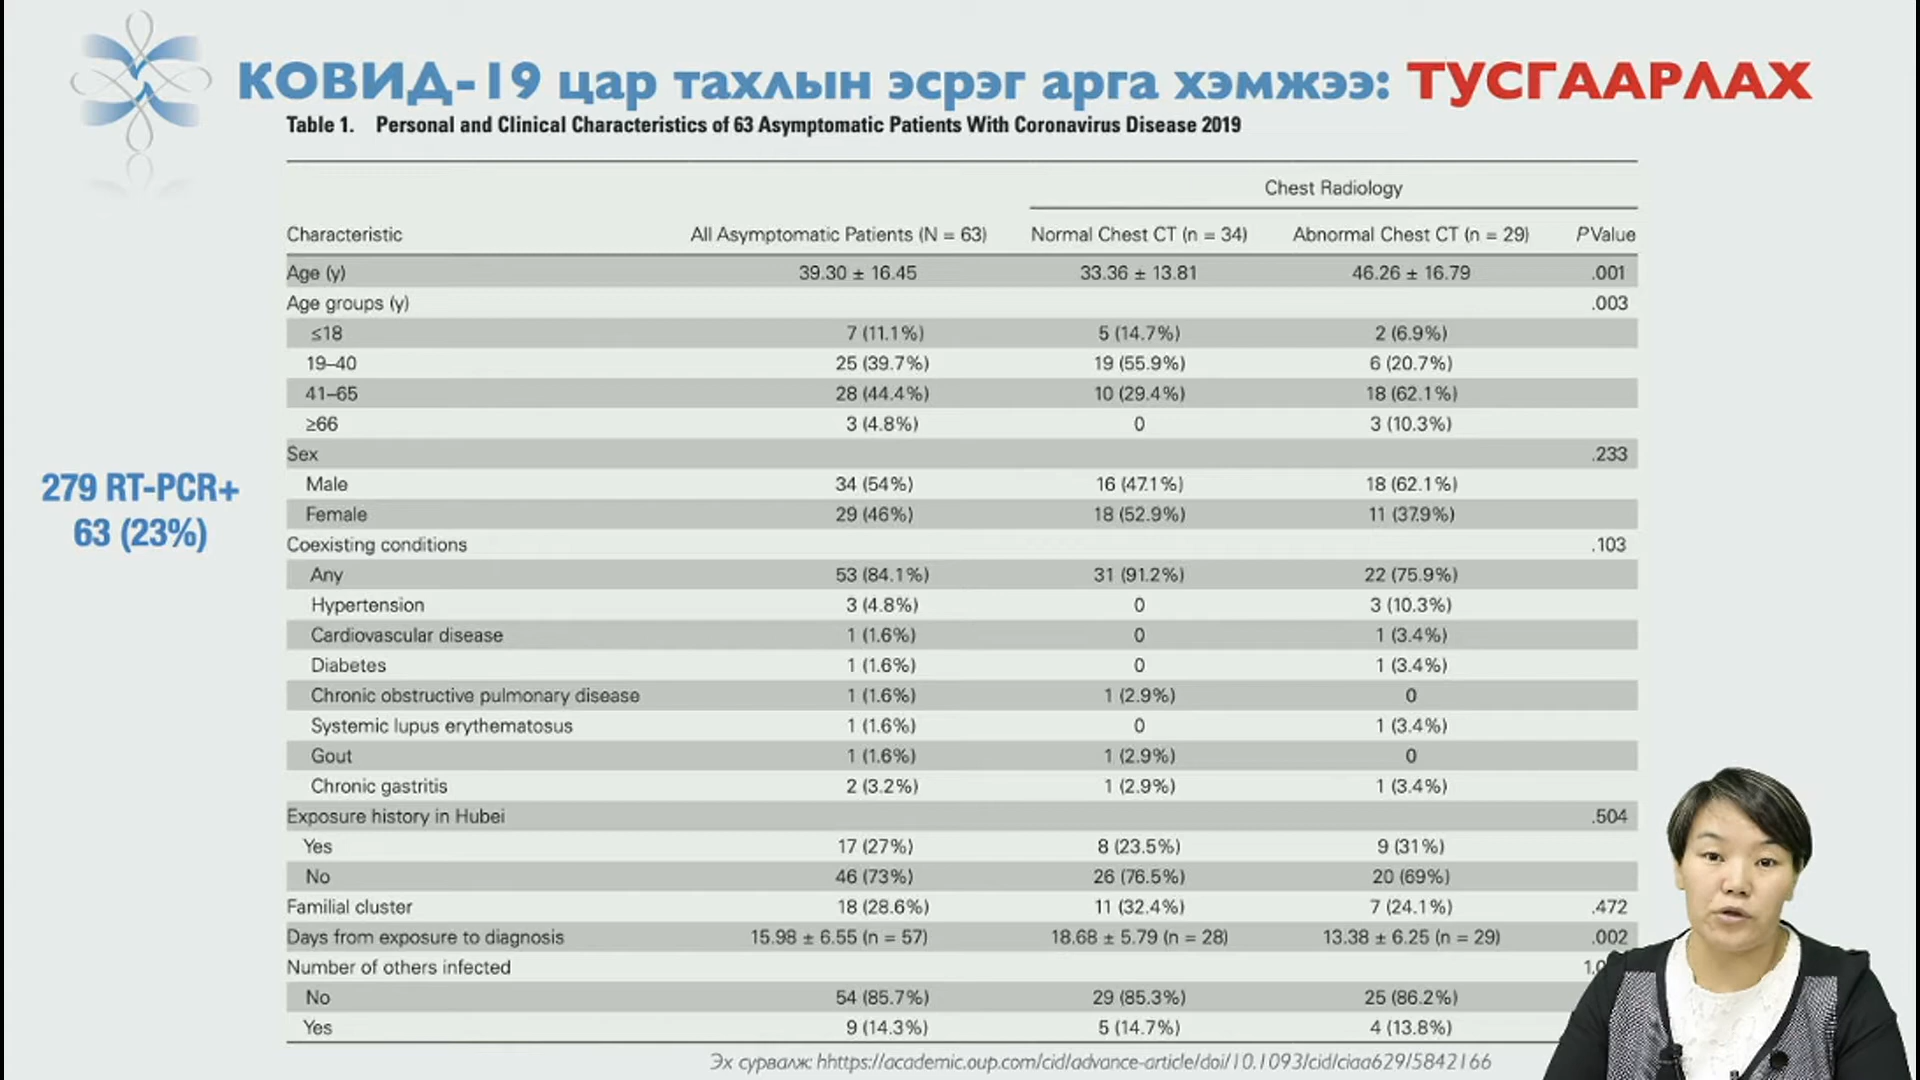 КОВИД-19 цар тахлын эсрэг арга хэмжээ: ТУСГААРЛАХ
Table 1. Personal and Clinical Characteristics of 63 Asymptomatic Patients With Coronavirus Disease 2019
Chest Radiology
Characteristic All Asymptomatic Patients (N = 63) Normal Chest CT (n = 34) Abnormal Chest CT (n = 29) P Value
Age (y) 39.30 ± 16.45 33.36 ± 13.81 46.26 ± 16.79 .001
Age groups (y) .003
≤18 7 (11.1%) 5 (14.7%) 2 (6.9%)
19–40 25 (39.7%) 19 (55.9%) 6 (20.7%)
41–65 28 (44.4%) 10 (29.4%) 18 (62.1%)
≥66 3 (4.8%) 0 3 (10.3%)
Sex .233
Male 34 (54%) 16 (47.1%) 18 (62.1%)
Female 29 (46%) 18 (52.9%) 11 (37.9%)
Coexisting conditions .103
Any 53 (84.1%) 31 (91.2%) 22 (75.9%)
Hypertension 3 (4.8%) 0 3 (10.3%)
Cardiovascular disease 1 (1.6%) 0 1 (3.4%)
Diabetes 1 (1.6%) 0 1 (3.4%)
Chronic obstructive pulmonary disease 1 (1.6%) 1 (2.9%) 0
Systemic lupus erythematosus 1 (1.6%) 0 1 (3.4%)
Gout 1 (1.6%) 1 (2.9%) 0
Chronic gastritis 2 (3.2%) 1 (2.9%) 1 (3.4%)
Exposure history in Hubei .504
Yes 17 (27%) 8 (23.5%) 9 (31%)
No 46 (73%) 26 (76.5%) 20 (69%)
Familial cluster 18 (28.6%) 11 (32.4%) 7 (24.1%) .472
Days from exposure to diagnosis 15.98 ± 6.55 (n = 57) 18.68 ± 5.79 (n = 28) 13.38 ± 6.25 (n = 29) .002
Number of others infected
No 54 (85.7%) 29 (85.3%) 25 (86.2%)
Yes 9 (14.3%) 5 (14.7%) 4 (13.8%)
279 RT-PCR+
63 (23%)
Эх сурвалж: hhttps://academic.oup.com/cid/advance-article/doi/10.1093/cid/ciaa629/5842166